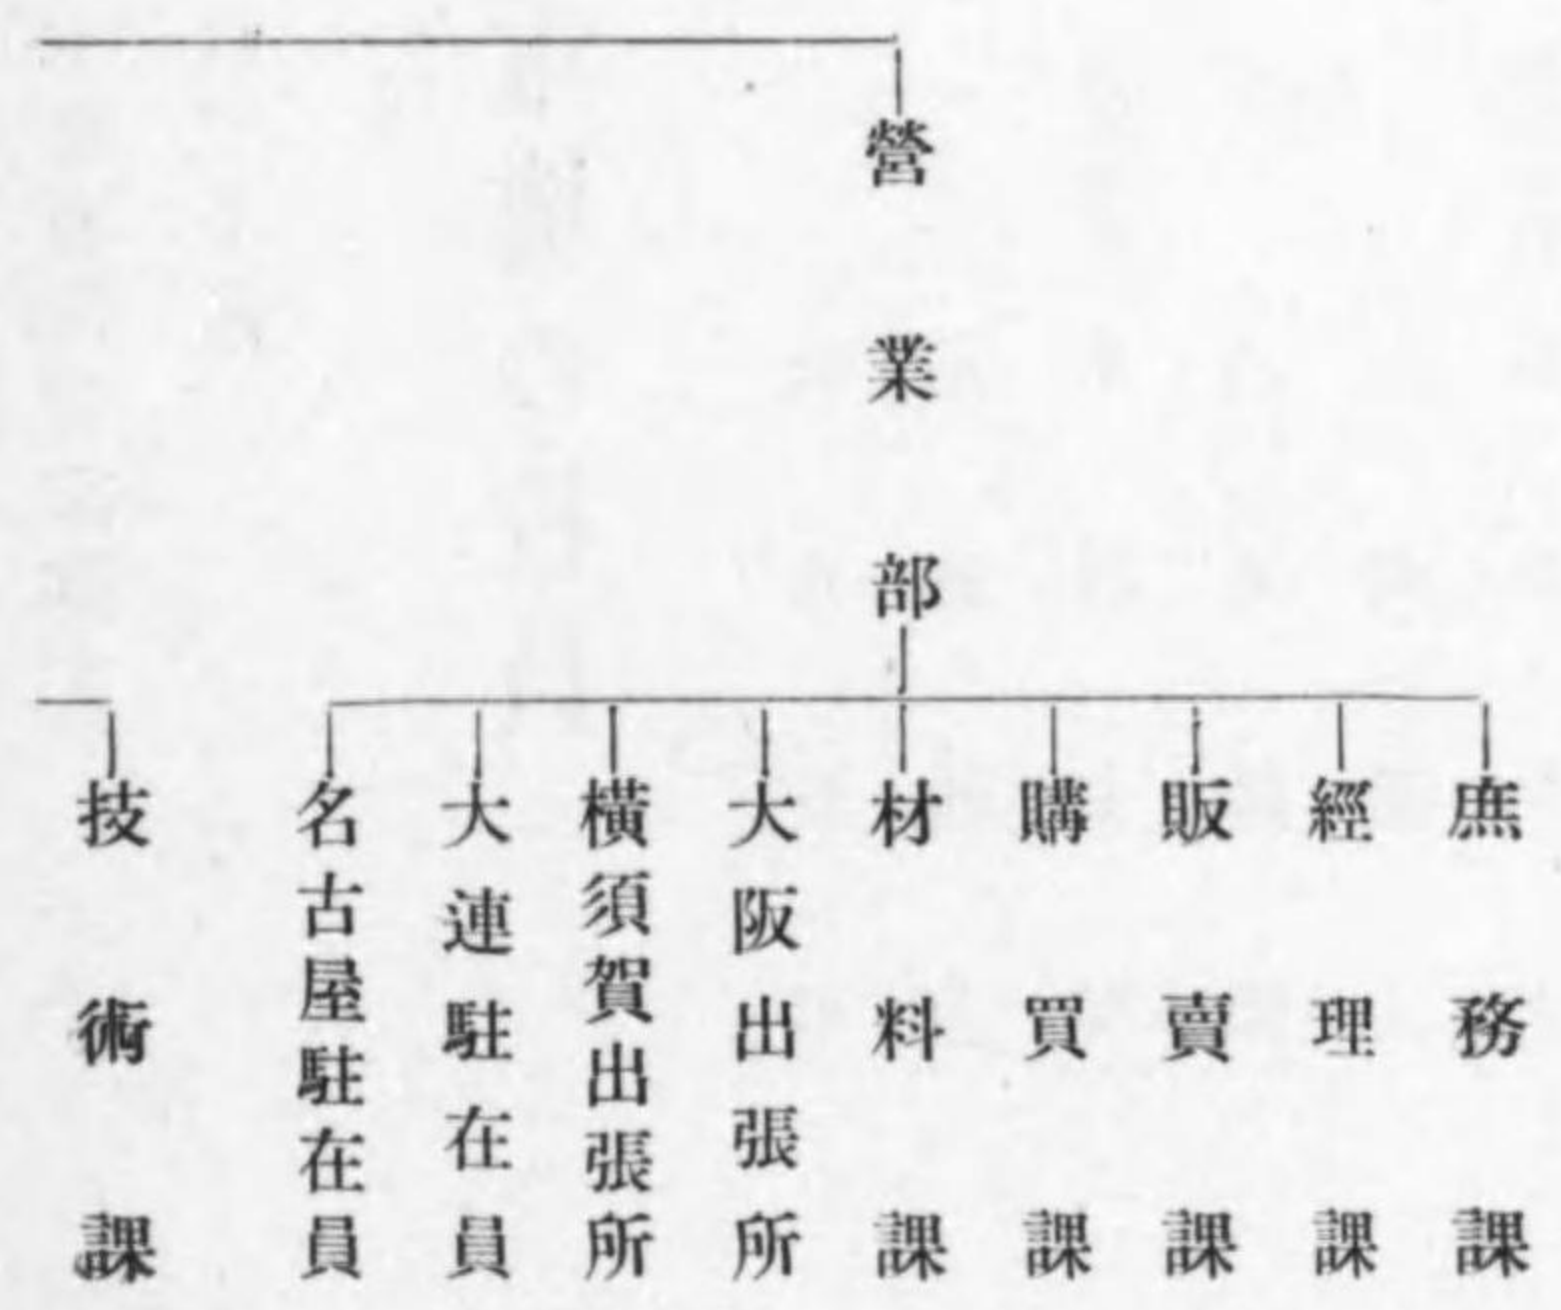 營業部
庶務課
經理課
販賣課
購買課
材料課
大阪出張所
橫須賀出張所
大連駐在員
名古屋駐在員
技術課